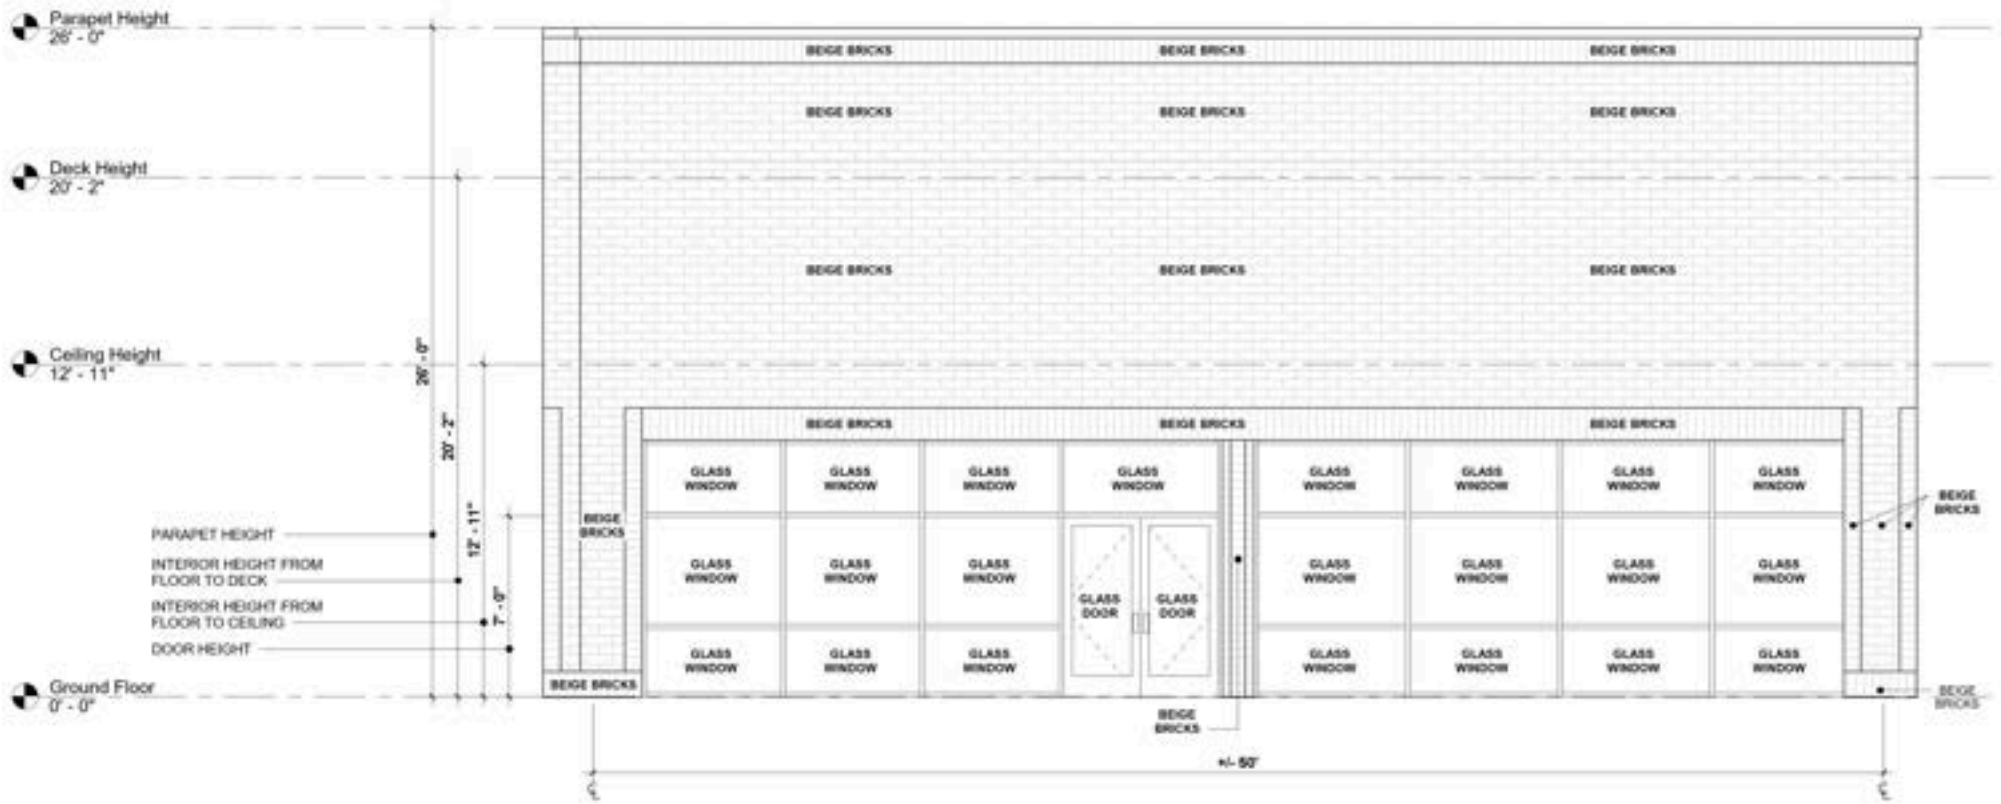 Parapet Height
26' - 0"
BEIGE BRICKS BEIGE BRICKS BEIGE BRICKS
BEIGE BRICKS BEIGE BRICKS BEIGE BRICKS
Deck Height
20' - 2"
BEIGE BRICKS BEIGE BRICKS BEIGE BRICKS
Ceiling Height
12' - 11"
26' - 0"
20' - 2"
12' - 11"
7' - 0"
BEIGE BRICKS BEIGE BRICKS BEIGE BRICKS
GLASS GLASS GLASS GLASS GLASS GLASS GLASS GLASS
WINDOW WINDOW WINDOW WINDOW WINDOW WINDOW WINDOW WINDOW
BEIGE
BRICKS
BEIGE
BRICKS
PARAPET HEIGHT
INTERIOR HEIGHT FROM
FLOOR TO DECK
INTERIOR HEIGHT FROM
FLOOR TO CEILING
DOOR HEIGHT
GLASS GLASS GLASS GLASS GLASS GLASS GLASS
WINDOW WINDOW WINDOW WINDOW WINDOW WINDOW WINDOW
GLASS GLASS
DOOR DOOR
GLASS GLASS GLASS GLASS GLASS GLASS GLASS
WINDOW WINDOW WINDOW WINDOW WINDOW WINDOW WINDOW
Ground Floor
0' - 0"
BEIGE BRICKS
BEIGE
BRICKS
BEIGE
BRICKS
+/- 50'